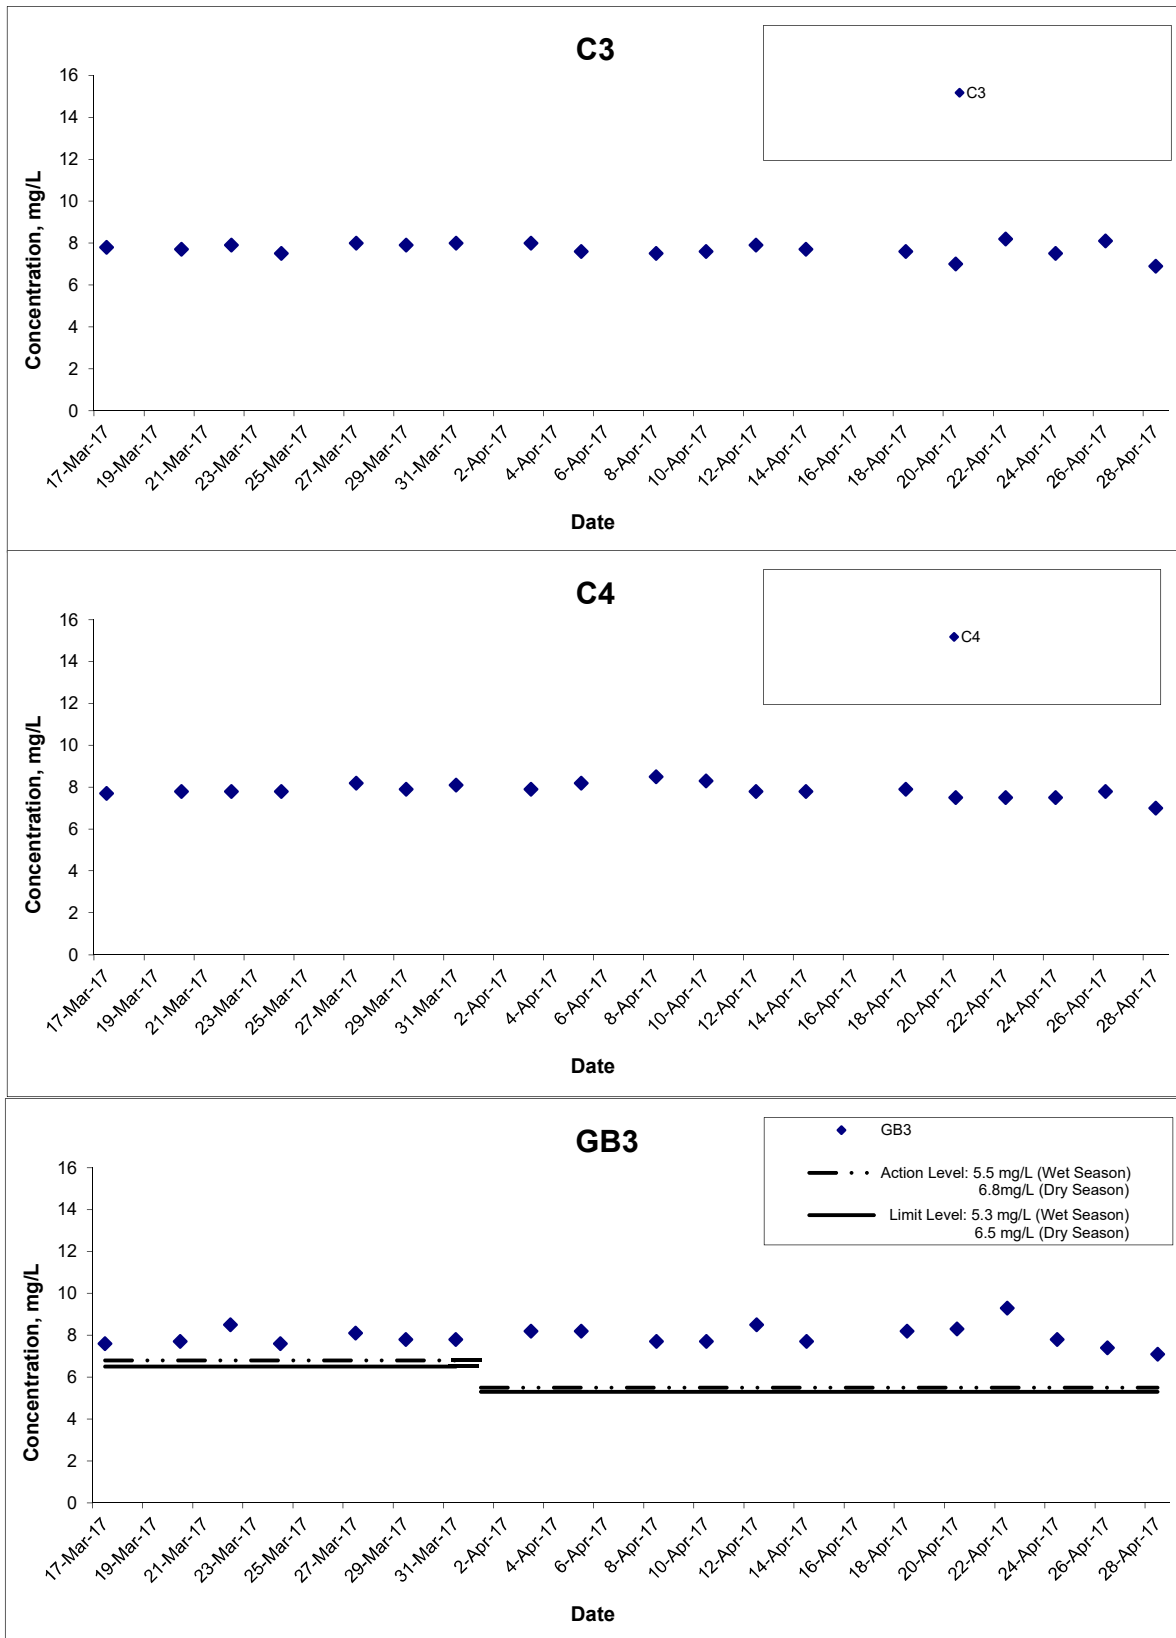 C3
C3
16
14
12
10
8
6
4
2
0
Concentration, mg/L
17-Mar-17
19-Mar-17
21-Mar-17
23-Mar-17
25-Mar-17
27-Mar-17
29-Mar-17
31-Mar-17
2-Apr-17
4-Apr-17
6-Apr-17
8-Apr-17
10-Apr-17
12-Apr-17
14-Apr-17
16-Apr-17
18-Apr-17
20-Apr-17
22-Apr-17
24-Apr-17
26-Apr-17
28-Apr-17
Date
C4
C4
16
14
12
10
8
6
4
2
0
Concentration, mg/L
17-Mar-17
19-Mar-17
21-Mar-17
23-Mar-17
25-Mar-17
27-Mar-17
29-Mar-17
31-Mar-17
2-Apr-17
4-Apr-17
6-Apr-17
8-Apr-17
10-Apr-17
12-Apr-17
14-Apr-17
16-Apr-17
18-Apr-17
20-Apr-17
22-Apr-17
24-Apr-17
26-Apr-17
28-Apr-17
Date
GB3
GB3
Action Level: 5.5 mg/L (Wet Season)
6.8mg/L (Dry Season)
Limit Level: 5.3 mg/L (Wet Season)
6.5 mg/L (Dry Season)
16
14
12
10
8
6
4
2
0
Concentration, mg/L
17-Mar-17
19-Mar-17
21-Mar-17
23-Mar-17
25-Mar-17
27-Mar-17
29-Mar-17
31-Mar-17
2-Apr-17
4-Apr-17
6-Apr-17
8-Apr-17
10-Apr-17
12-Apr-17
14-Apr-17
16-Apr-17
18-Apr-17
20-Apr-17
22-Apr-17
24-Apr-17
26-Apr-17
28-Apr-17
Date